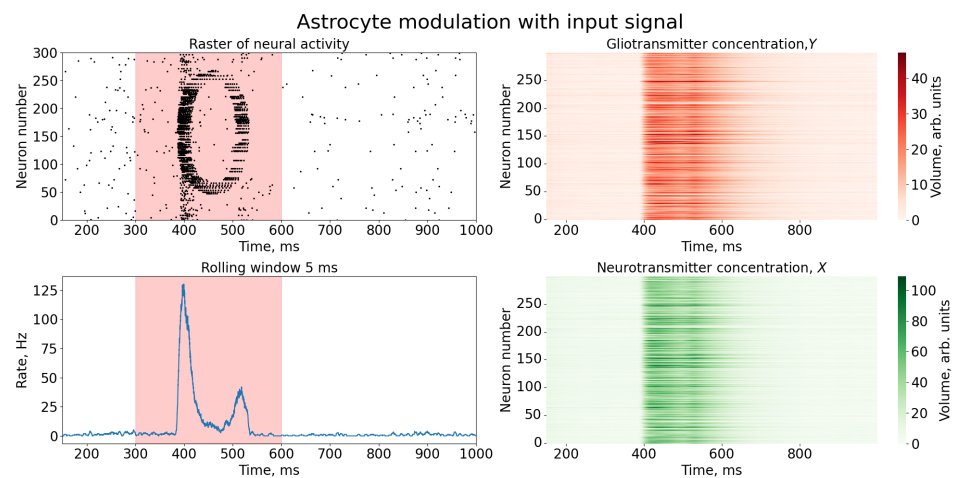 Astrocyte modulation with input signal
Raster of neural activity
Neuron number
300
250
200
150
100
50
0
200 300 400 500 600 700 800 900 1000
Time, ms
Gliotransmitter concentration,Y
Neuron number
250
200
150
100
50
0
200 400 600 800
Time, ms
40
30
20
10
0
Volume, arb. units
Rolling window 5 ms
Rate, Hz
125
100
75
50
25
0
200 300 400 500 600 700 800 900 1000
Time, ms
Neurotransmitter concentration, X
Neuron number
250
200
150
100
50
0
200 400 600 800
Time, ms
100
80
60
40
20
0
Volume, arb. units